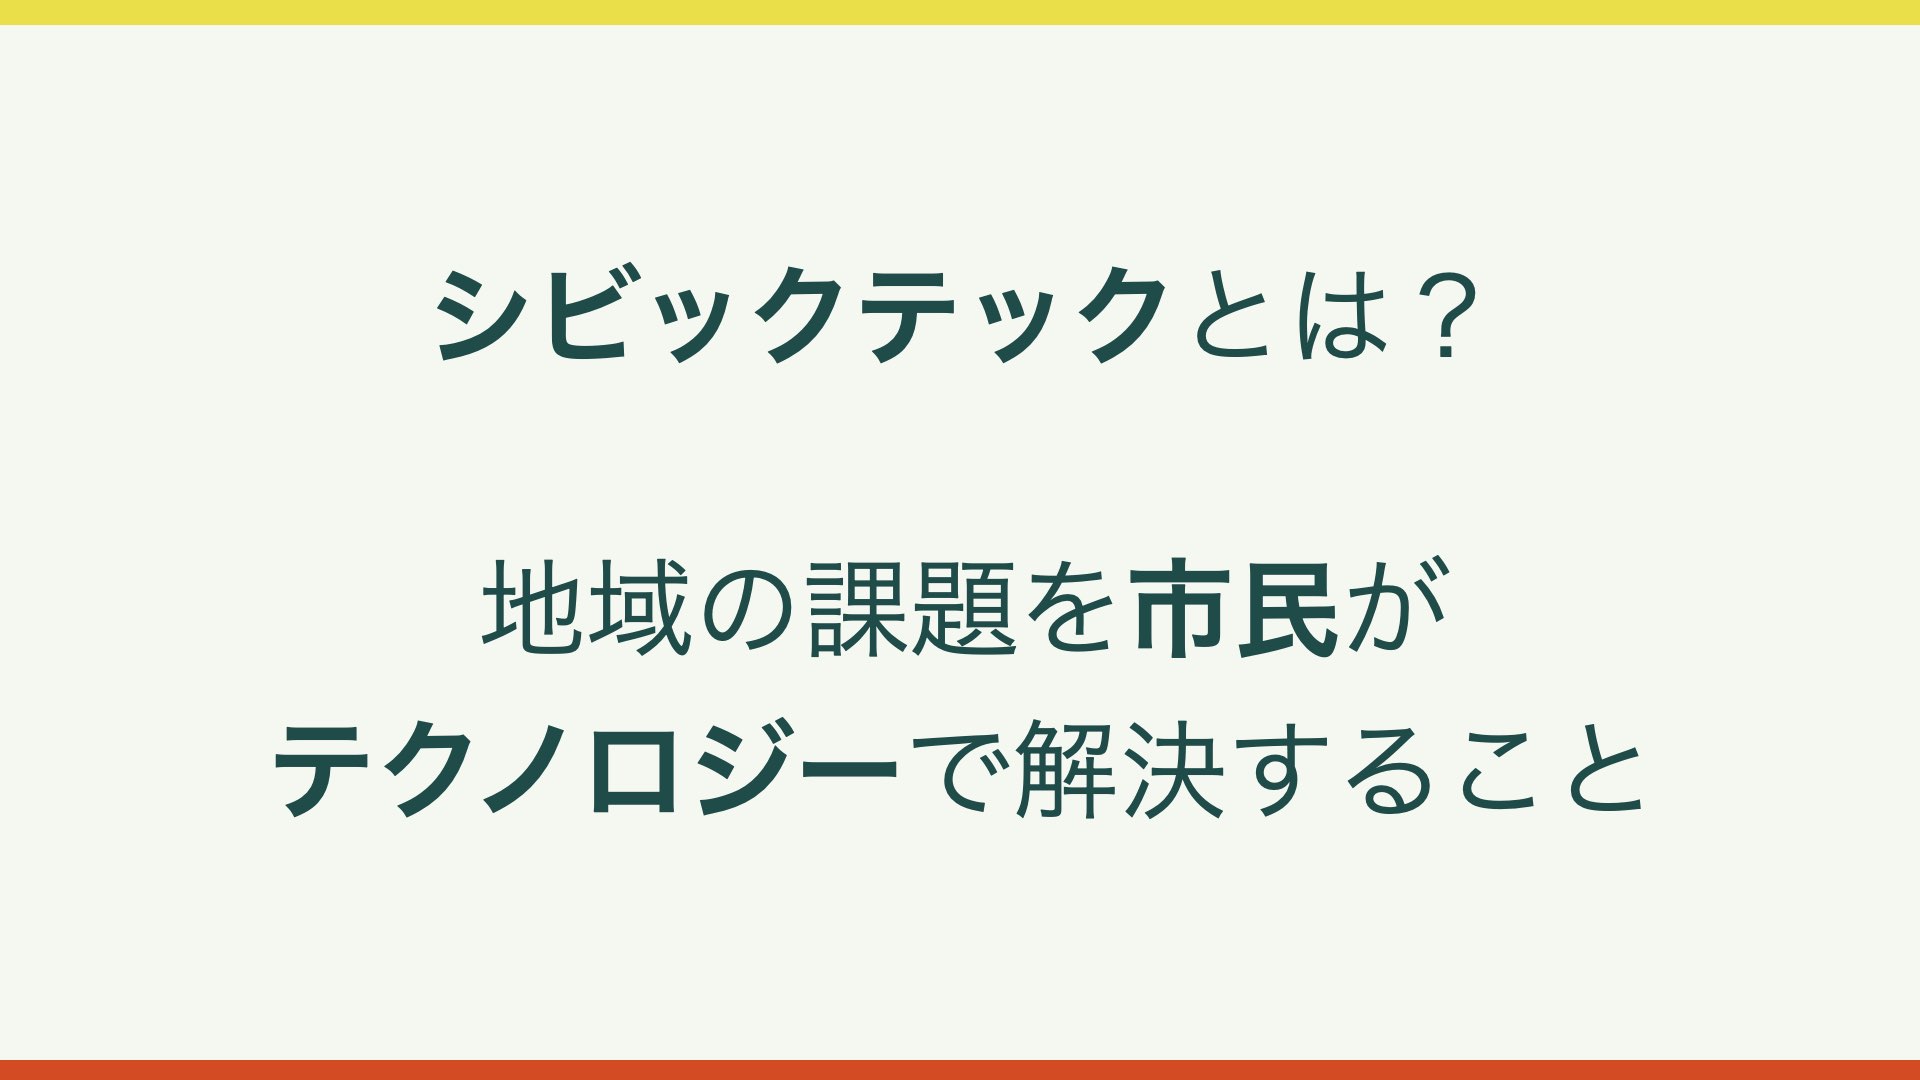 シビックテックとは？
地域の課題を市民が
テクノロジーで解決すること